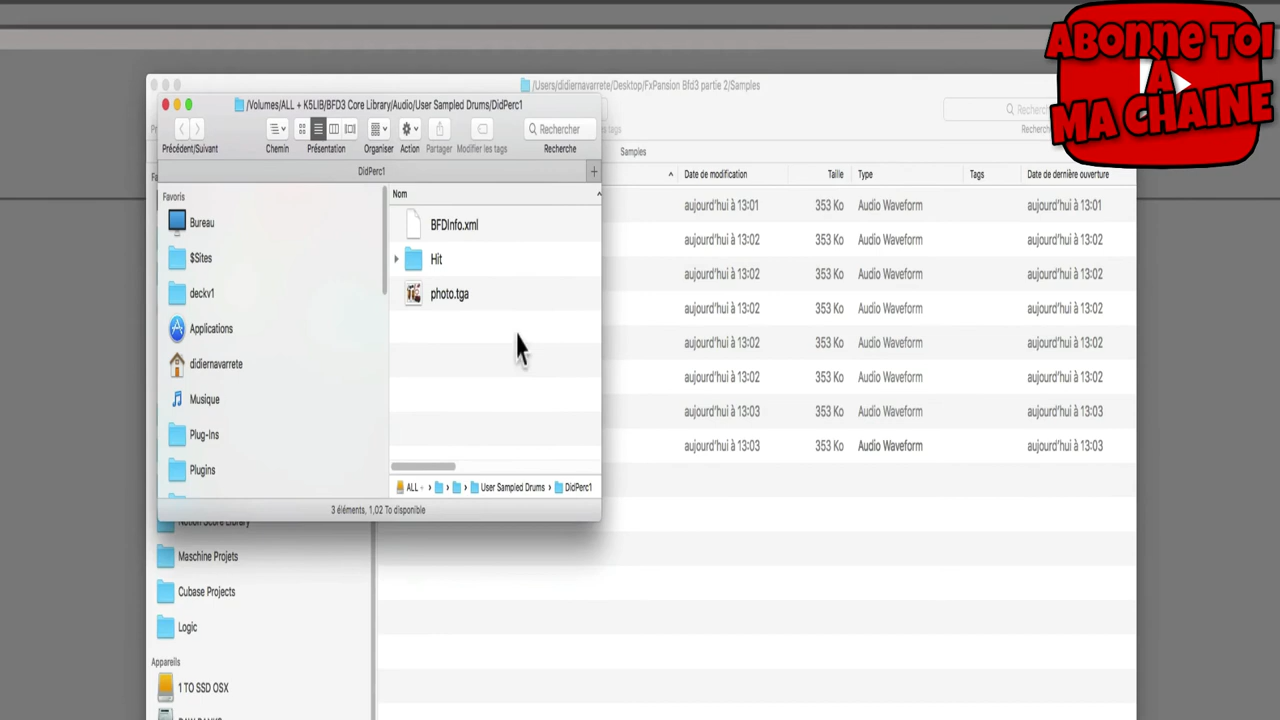 Abonne Toi
À
MA CHAINE
/Users/didiernavarrete/Desktop/FxPansion Bfd3 partie 2/Samples
/Volumes/ALL + K5LIB/BFD3 Core Library/Audio/User Sampled Drums/DidPerc1
Rechercher
Précédent/Suivant
Chemin
Présentation
Organiser
Action
Partager
Modifier les tags
Recherche
DidPerc1
+
Samples
Date de modification
Taille
Type
Tags
Date de dernière ouverture
Favoris
Bureau
$Sites
deckv1
Applications
didiernavarrete
Musique
Plug-Ins
Plugins
Nom
BFDInfo.xml
Hit
photo.tga
ALL + › › › User Sampled Drums › DidPerc1
3 éléments, 1,02 To disponible
aujourd'hui à 13:01 353 Ko Audio Waveform aujourd'hui à 13:01
aujourd'hui à 13:02 353 Ko Audio Waveform aujourd'hui à 13:02
aujourd'hui à 13:02 353 Ko Audio Waveform aujourd'hui à 13:02
aujourd'hui à 13:02 353 Ko Audio Waveform aujourd'hui à 13:02
aujourd'hui à 13:02 353 Ko Audio Waveform aujourd'hui à 13:02
aujourd'hui à 13:02 353 Ko Audio Waveform aujourd'hui à 13:02
aujourd'hui à 13:03 353 Ko Audio Waveform aujourd'hui à 13:03
aujourd'hui à 13:03 353 Ko Audio Waveform aujourd'hui à 13:03
Notion Score Library
Maschine Projets
Cubase Projects
Logic
Appareils
1 TO SSD OSX